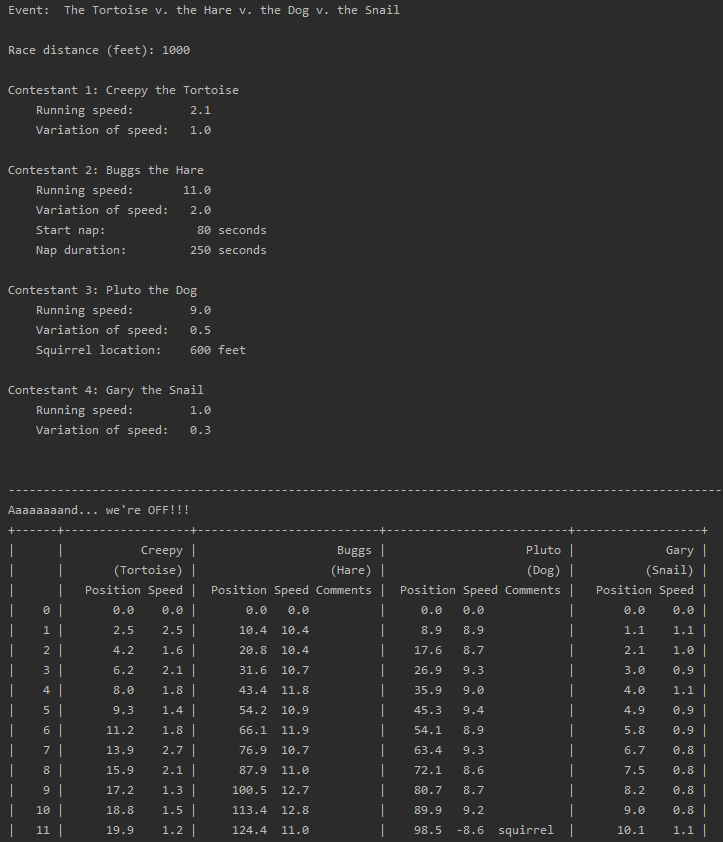 Event:  The Tortoise v. the Hare v. the Dog v. the Snail
Race distance (feet): 1000
Contestant 1: Creepy the Tortoise
    Running speed:        2.1
    Variation of speed:   1.0
Contestant 2: Buggs the Hare
    Running speed:       11.0
    Variation of speed:   2.0
    Start nap:             80 seconds
    Nap duration:         250 seconds
Contestant 3: Pluto the Dog
    Running speed:        9.0
    Variation of speed:   0.5
    Squirrel location:    600 feet
Contestant 4: Gary the Snail
    Running speed:        1.0
    Variation of speed:   0.3
------------------------------------------------------------------------------------------------------
Aaaaaaaand... we're OFF!!!
+------+------------------+--------------------------+--------------------------+------------------+
|      |           Creepy |                    Buggs |                    Pluto |             Gary |
|      |       (Tortoise) |                   (Hare) |                    (Dog) |          (Snail) |
|      |   Position Speed |  Position Speed Comments |  Position Speed Comments |   Position Speed |
|    0 |       0.0    0.0 |       0.0   0.0          |     0.0   0.0            |       0.0    0.0 |
|    1 |       2.5    2.5 |      10.4  10.4          |     8.9   8.9            |       1.1    1.1 |
|    2 |       4.2    1.6 |      20.8  10.4          |    17.6   8.7            |       2.1    1.0 |
|    3 |       6.2    2.1 |      31.6  10.7          |    26.9   9.3            |       3.0    0.9 |
|    4 |       8.0    1.8 |      43.4  11.8          |    35.9   9.0            |       4.0    1.1 |
|    5 |       9.3    1.4 |      54.2  10.9          |    45.3   9.4            |       4.9    0.9 |
|    6 |      11.2    1.8 |      66.1  11.9          |    54.1   8.9            |       5.8    0.9 |
|    7 |      13.9    2.7 |      76.9  10.7          |    63.4   9.3            |       6.7    0.8 |
|    8 |      15.9    2.1 |      87.9  11.0          |    72.1   8.6            |       7.5    0.8 |
|    9 |      17.2    1.3 |     100.5  12.7          |    80.7   8.7            |       8.2    0.8 |
|   10 |      18.8    1.5 |     113.4  12.8          |    89.9   9.2            |       9.0    0.8 |
|   11 |      19.9    1.2 |     124.4  11.0          |    98.5  -8.6  squirrel  |      10.1    1.1 |